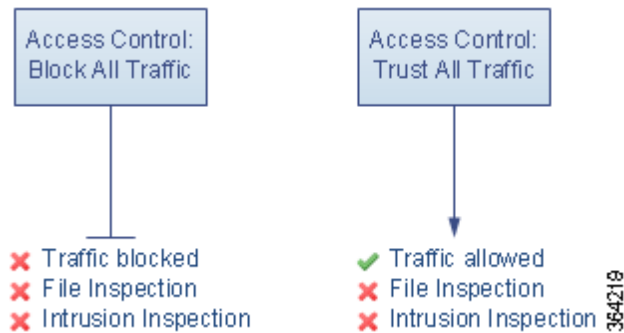 Access Control:
Block All Traffic
Traffic blocked
File Inspection
Intrusion Inspection
Access Control:
Trust All Traffic
Traffic allowed
File Inspection
Intrusion Inspection
364219